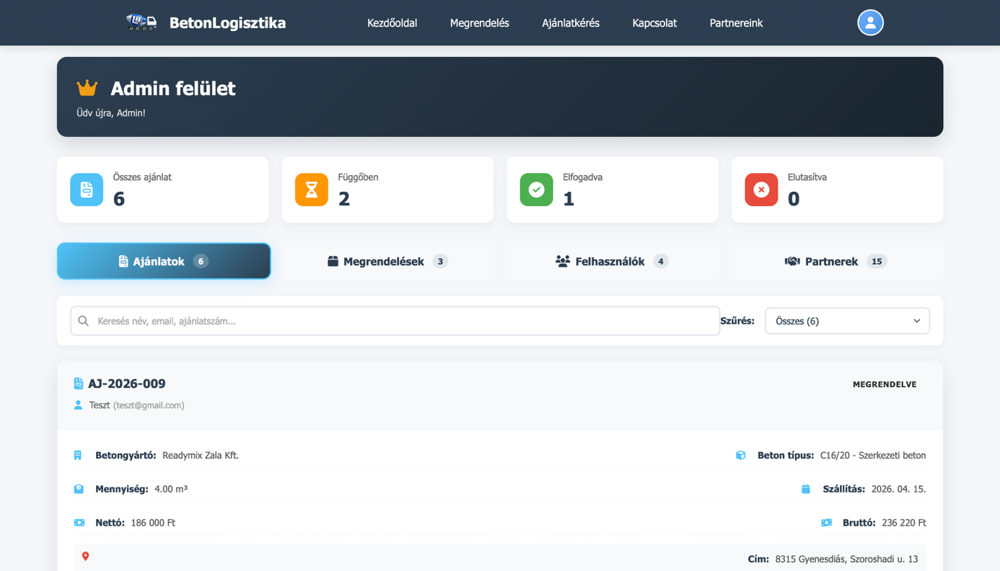 BetonLogisztika
Kezdőoldal Megrendelés Ajánlatkérés Kapcsolat Partnereink
Admin felület
Üdv újra, Admin!
Összes ajánlat
6
Függőben
2
Elfogadva
1
Elutasítva
0
Ajánlatok 6
Megrendelések 3
Felhasználók 4
Partnerek 15
Keresés név, email, ajánlatszám...
Szűrés: Összes (6)
AJ-2026-009
MEGRENDELVE
Teszt (teszt@gmail.com)
Betongyártó: Readymix Zala Kft.
Beton típus: C16/20 - Szerkezeti beton
Mennyiség: 4.00 m³
Szállítás: 2026. 04. 15.
Nettó: 186 000 Ft
Bruttó: 236 220 Ft
Cím: 8315 Gyenesdiás, Szoroshadi u. 13